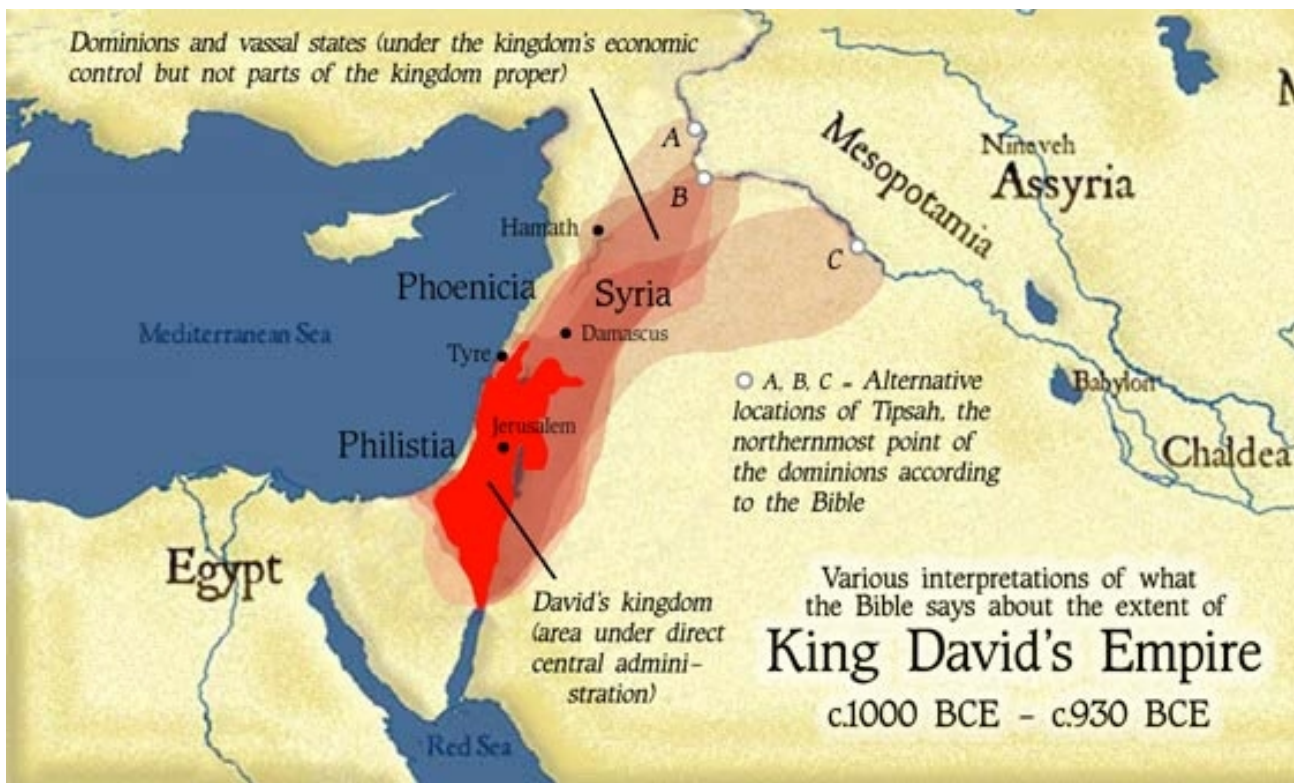 Dominions and vassal states (under the kingdom's economic
control but not parts of the kingdom proper)
A
B
C
Mesopotamia
Nineveh
Assyria
Hamath
Phoenicia
Syria
Mediterranean Sea
Damascus
Tyre
A, B, C - Alternative
locations of Tipsah, the
northernmost point of
the dominions according
to the Bible
Babylon
Jerusalem
Philistia
Chaldea
Egypt
David's kingdom
(area under direct
central admini-
stration)
Various interpretations of what
the Bible says about the extent of
King David's Empire
c.1000 BCE - c.930 BCE
Red Sea